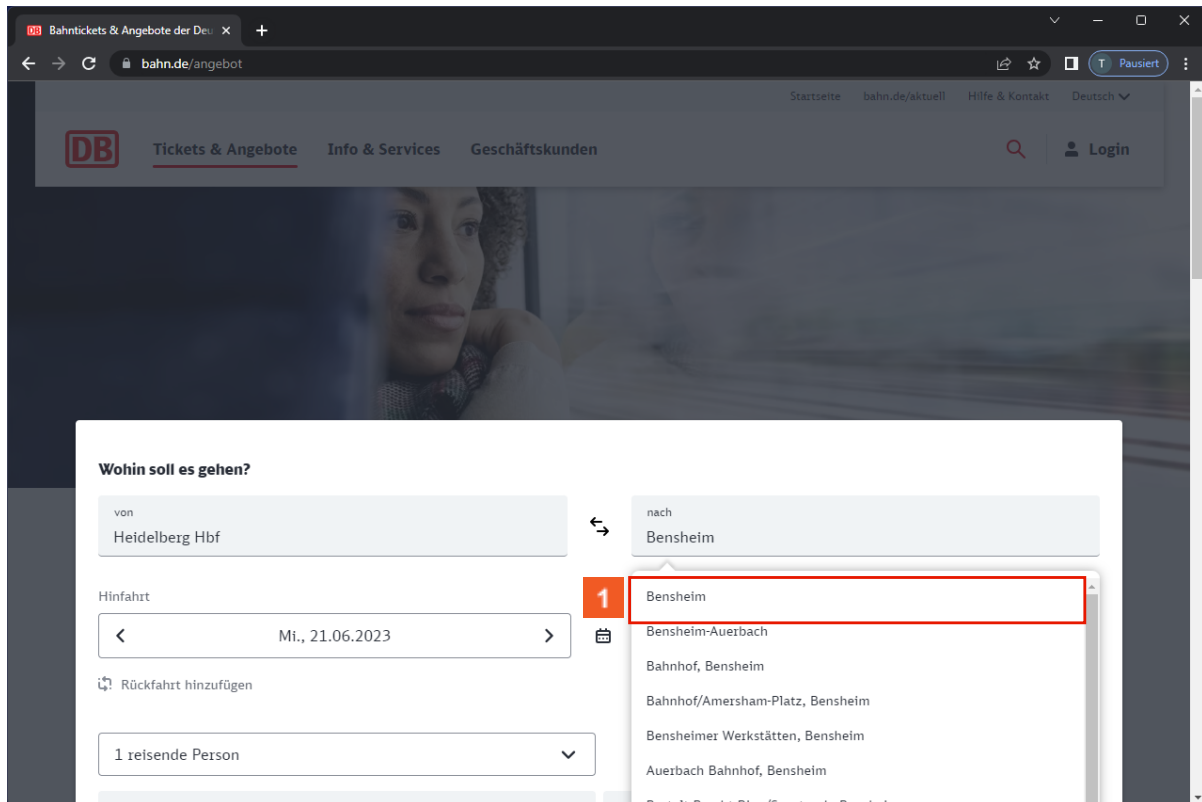 DB Bahntickets & Angebote der Deu
bahn.de/angebot
T Pausiert
Startseite bahn.de/aktuell Hilfe & Kontakt Deutsch
DB Tickets & Angebote Info & Services Geschäftskunden Login
Wohin soll es gehen?
von
Heidelberg Hbf
nach
Bensheim
Hinfahrt
Mi., 21.06.2023
Rückfahrt hinzufügen
1 reisende Person
1
Bensheim
Bensheim-Auerbach
Bahnhof, Bensheim
Bahnhof/Amersham-Platz, Bensheim
Bensheimer Werkstätten, Bensheim
Auerbach Bahnhof, Bensheim